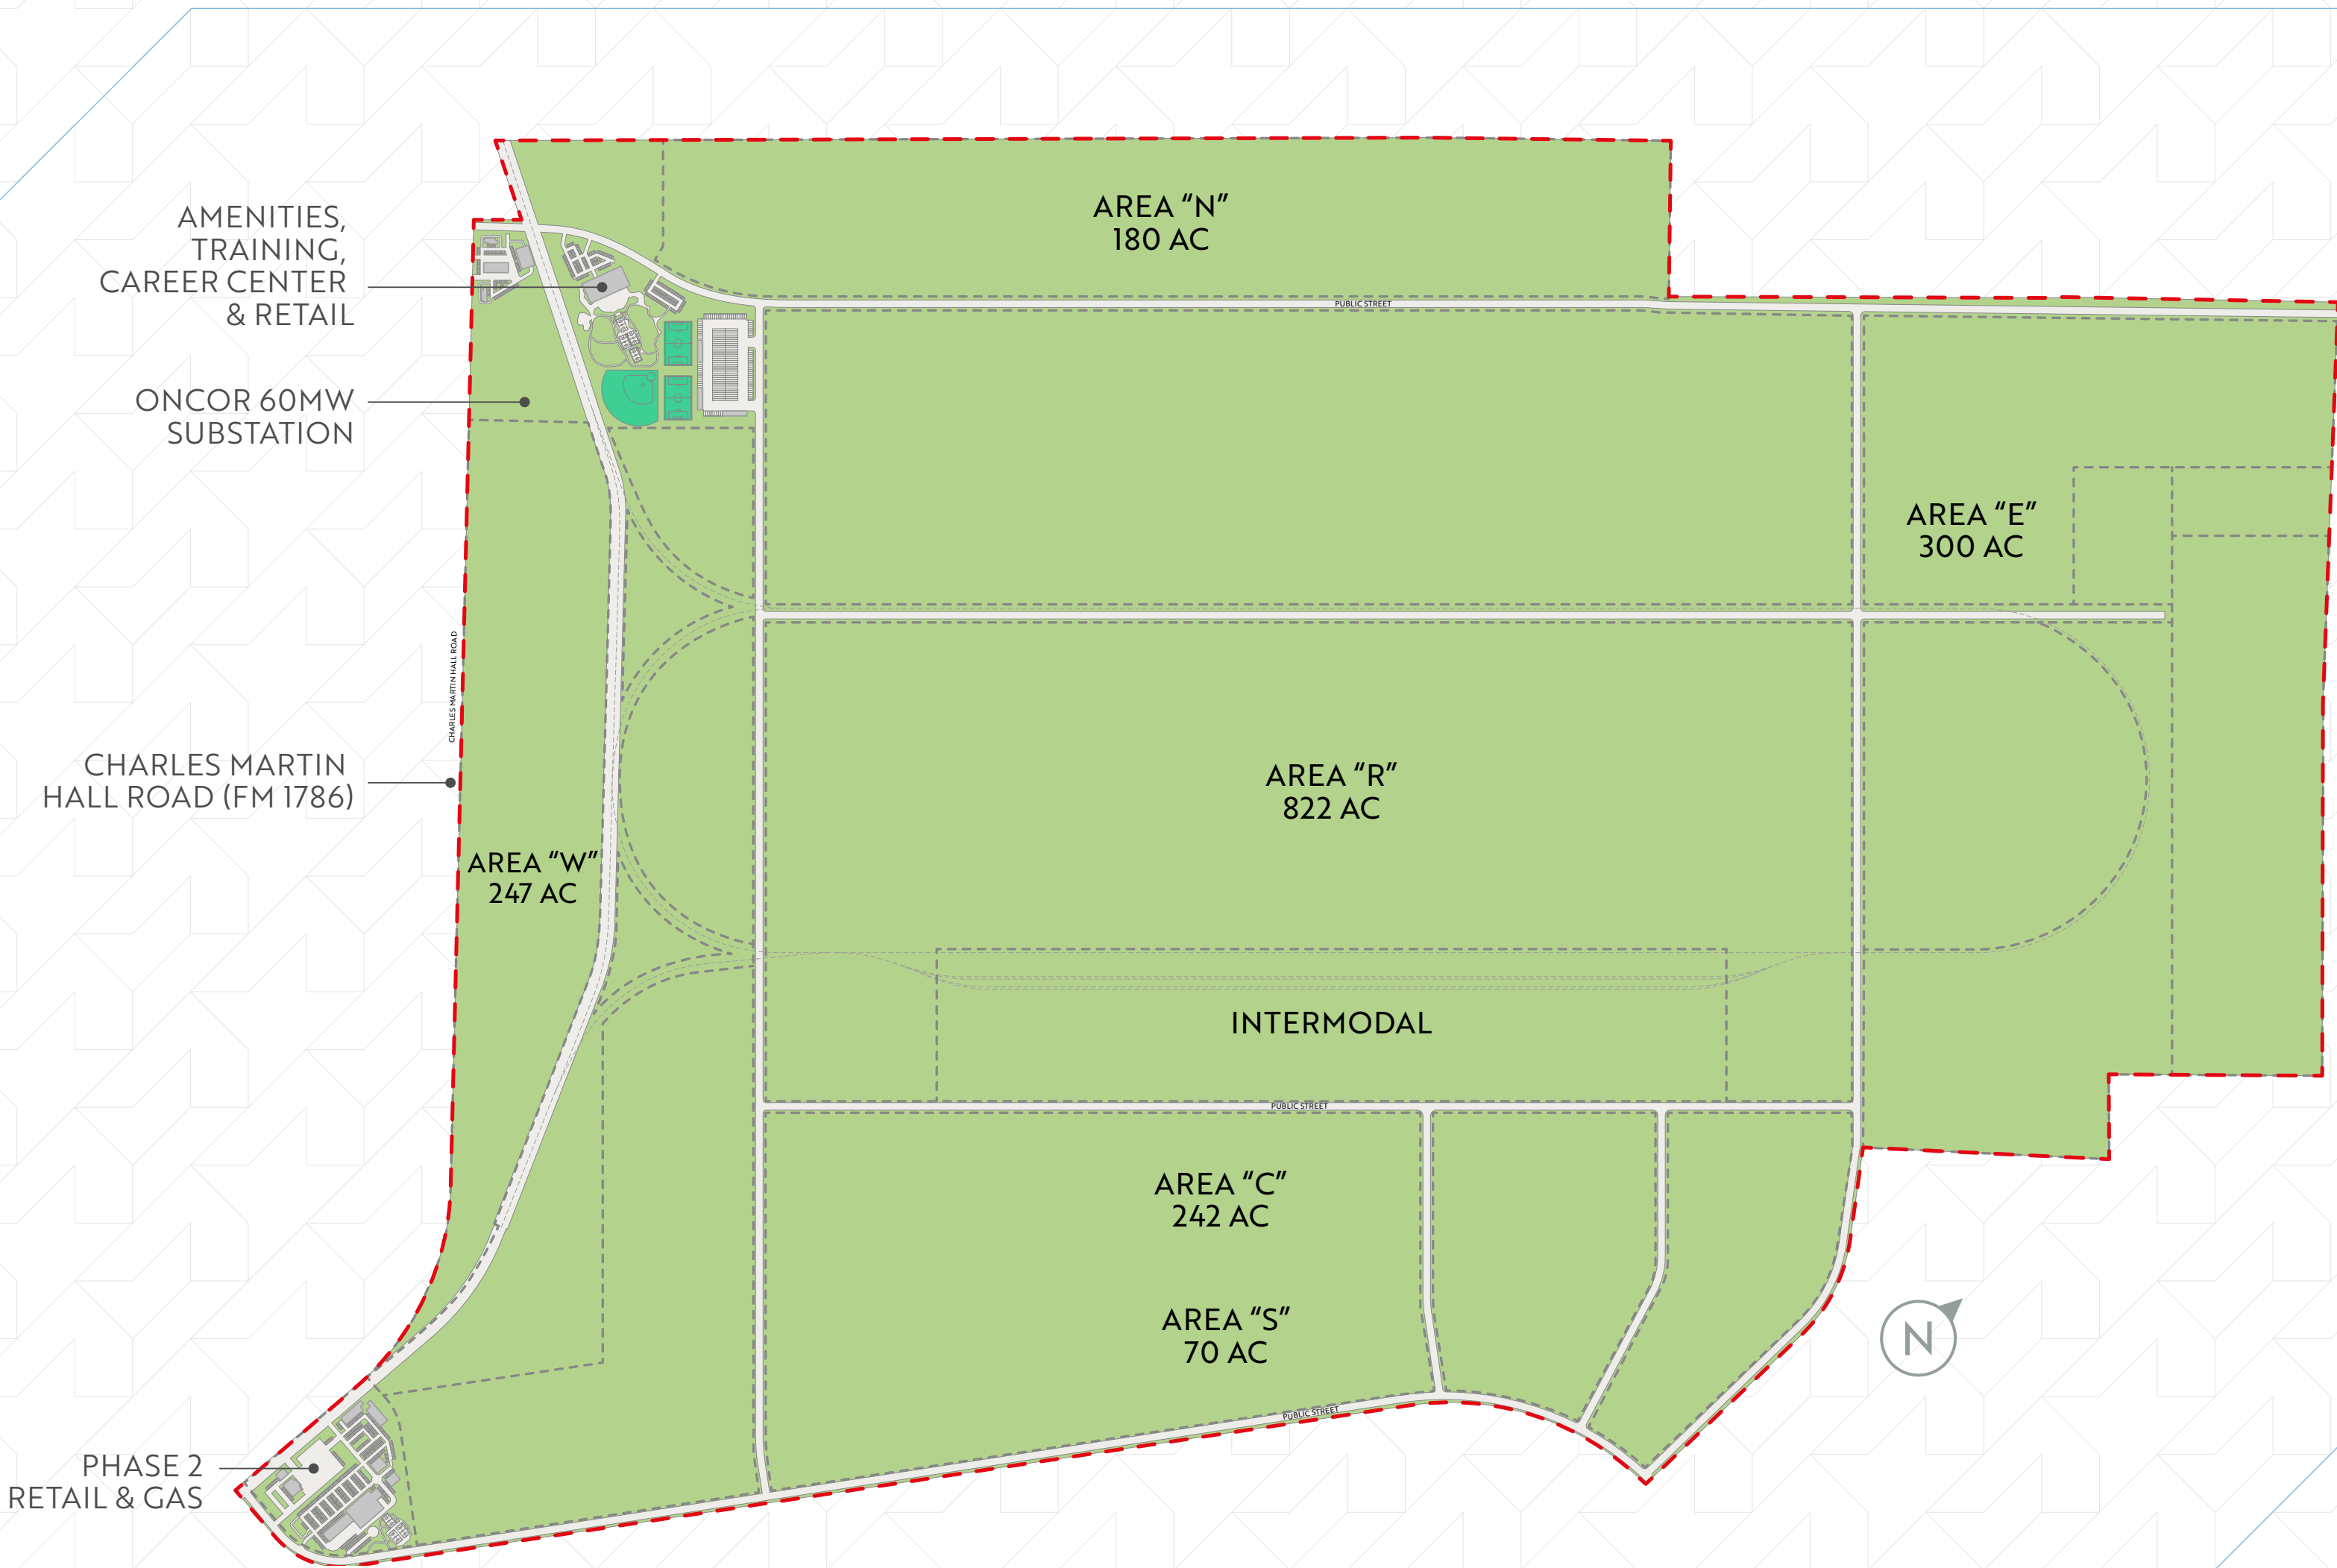 AREA “N”
180 AC
AMENITIES,
TRAINING,
CAREER CENTER
& RETAIL
PUBLIC STREET
ONCOR 60MW
SUBSTATION
AREA “E”
300 AC
CHARLES MARTIN HALL ROAD
CHARLES MARTIN
HALL ROAD (FM 1786)
AREA “R”
822 AC
AREA “W”
247 AC
INTERMODAL
PUBLIC STREET
AREA “C”
242 AC
AREA “S”
70 AC
N
PUBLIC STREET
PHASE 2
RETAIL & GAS